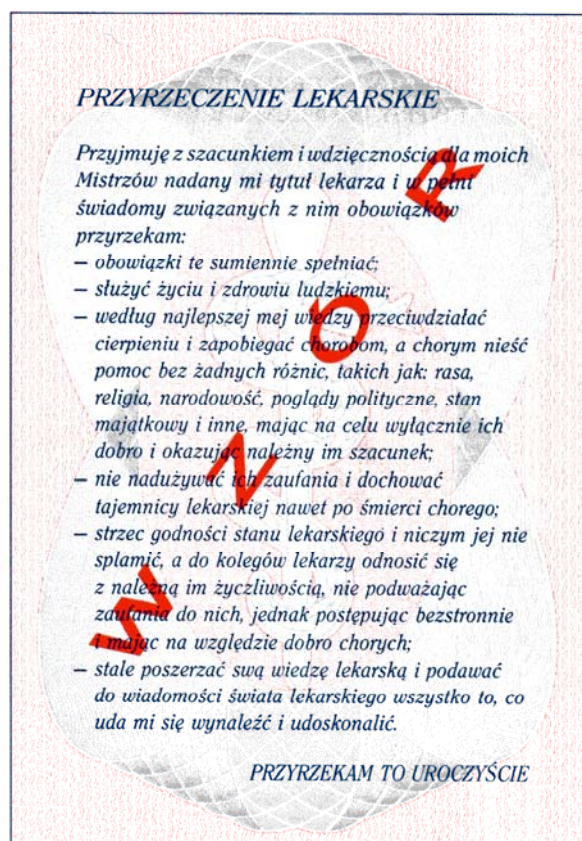 PRZYRZECZENIE LEKARSKIE
Przyjmuję z szacunkiem i wdzięcznością dla moich
Mistrzów nadany mi tytuł lekarza i w pełni
świadomy związanych z nim obowiązków
przyrzekam:
— obowiązki te sumiennie spełniać;
— służyć życiu i zdrowiu ludzkiemu;
— według najlepszej mej wiedzy przeciwdziałać
cierpieniu i zapobiegać chorobom, a chorym nieść
pomoc bez żadnych różnic, takich jak: rasa,
religia, narodowość, poglądy polityczne, stan
majątkowy i inne, mając na celu wyłącznie ich
dobro i okazując należny im szacunek;
— nie nadużywać ich zaufania i dochować
tajemnicy lekarskiej nawet po śmierci chorego;
— strzec godności stanu lekarskiego i niczym jej nie
splamić, a do kolegów lekarzy odnosić się
z należną im życzliwością, nie podważając
zaufania do nich, jednak postępując bezstronnie
i mając na względzie dobro chorych;
— stale poszerzać swą wiedzę lekarską i podawać
do wiadomości świata lekarskiego wszystko to, co
uda mi się wynaleźć i udoskonalić.
PRZYRZEKAM TO UROCZYŚCIE
WZÓR